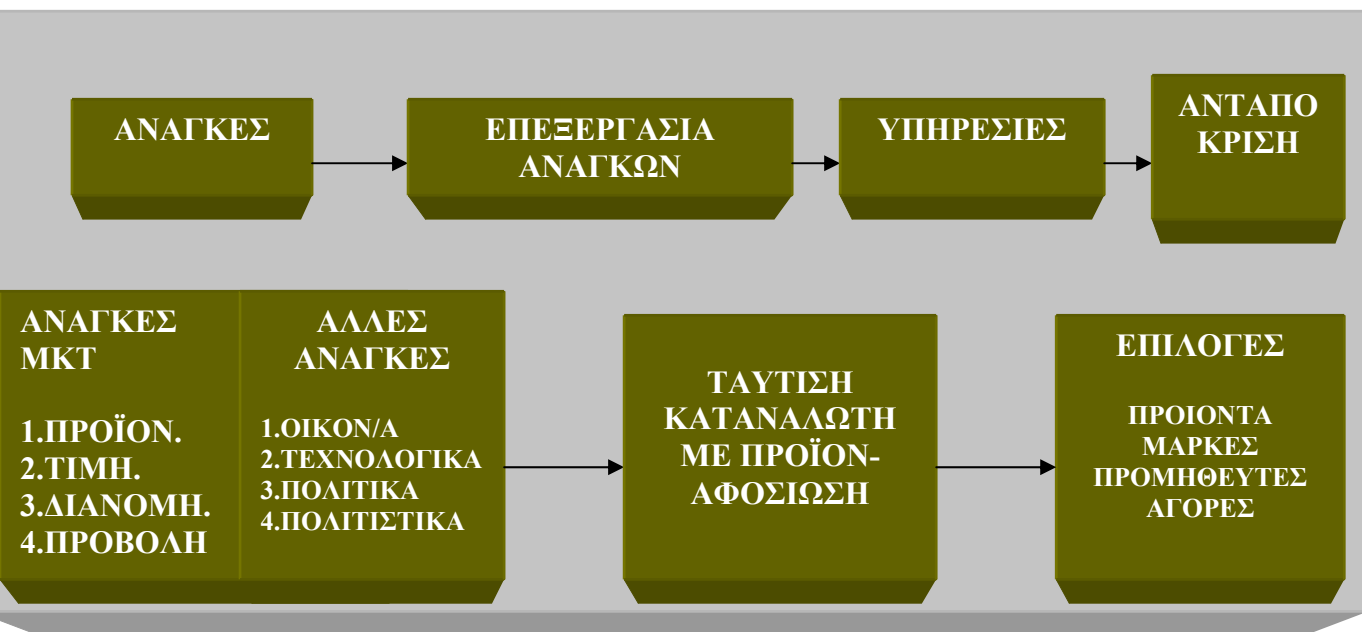 ΑΝΑΓΚΕΣ
ΕΠΕΞΕΡΓΑΣΙΑ
ΑΝΑΓΚΩΝ
ΥΠΗΡΕΣΙΕΣ
ΑΝΤΑΠΟ
ΚΡΙΣΗ
ΑΝΑΓΚΕΣ
ΜΚΤ
1.ΠΡΟΪΟΝ.
2.ΤΙΜΗ.
3.ΔΙΑΝΟΜΗ.
4.ΠΡΟΒΟΛΗ
ΑΛΛΕΣ
ΑΝΑΓΚΕΣ
1.ΟΙΚΟΝ/Α
2.ΤΕΧΝΟΛΟΓΙΚΑ
3.ΠΟΛΙΤΙΚΑ
4.ΠΟΛΙΤΙΣΤΙΚΑ
ΤΑΥΤΙΣΗ
ΚΑΤΑΝΑΛΩΤΗ
ΜΕ ΠΡΟΪΟΝ-
ΑΦΟΣΙΩΣΗ
ΕΠΙΛΟΓΕΣ
ΠΡΟΙΟΝΤΑ
ΜΑΡΚΕΣ
ΠΡΟΜΗΘΕΥΤΕΣ
ΑΓΟΡΕΣ